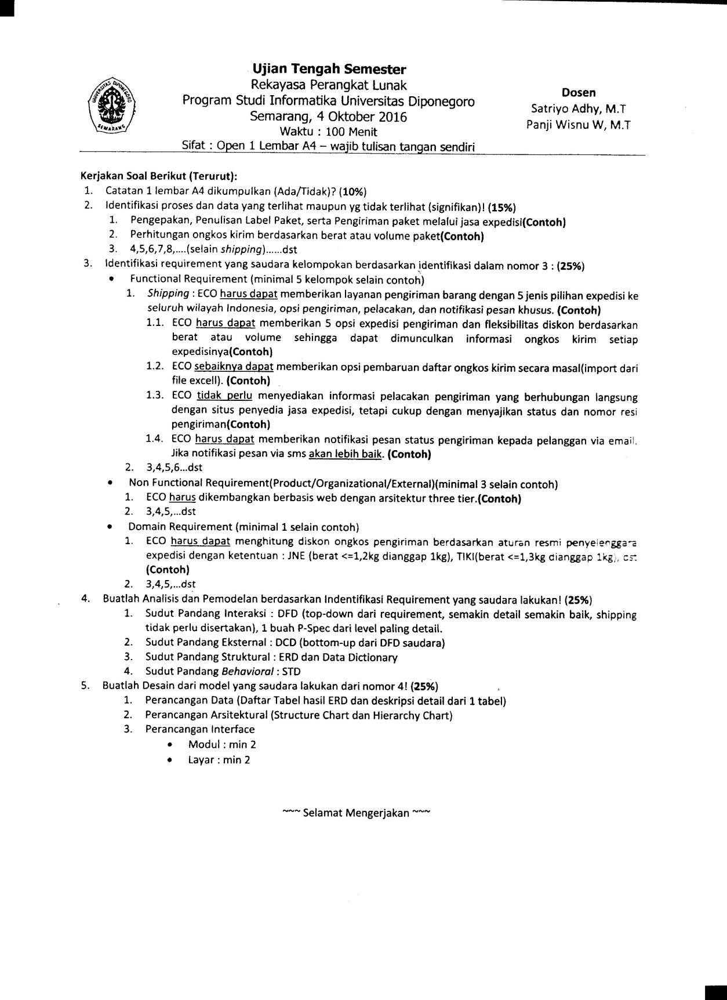 Ujian Tengah Semester
Rekayasa Perangkat Lunak
Program Studi Informatika Universitas Diponegoro
Semarang, 4 Oktober 2016
Waktu : 100 Menit
Sifat : Open 1 Lembar A4 – wajib tulisan tangan sendiri
UNIVERSITAS DIPONEGORO
SEMARANG
Dosen
Satriyo Adhy, M.T
Panji Wisnu W, M.T
Kerjakan Soal Berikut (Terurut):
1. Catatan 1 lembar A4 dikumpulkan (Ada/Tidak)? (10%)
2. Identifikasi proses dan data yang terlihat maupun yg tidak terlihat (signifikan)! (15%)
1. Pengepakan, Penulisan Label Paket, serta Pengiriman paket melalui jasa expedisi(Contoh)
2. Perhitungan ongkos kirim berdasarkan berat atau volume paket(Contoh)
3. 4,5,6,7,8,....(selain shipping)......dst
3. Identifikasi requirement yang saudara kelompokan berdasarkan identifikasi dalam nomor 3 : (25%)
• Functional Requirement (minimal 5 kelompok selain contoh)
1. Shipping : ECO harus dapat memberikan layanan pengiriman barang dengan 5 jenis pilihan expedisi ke
seluruh wilayah Indonesia, opsi pengiriman, pelacakan, dan notifikasi pesan khusus. (Contoh)
1.1. ECO harus dapat memberikan 5 opsi expedisi pengiriman dan fleksibilitas diskon berdasarkan
berat atau volume sehingga dapat dimunculkan informasi ongkos kirim setiap
expedisinya(Contoh)
1.2. ECO sebaiknya dapat memberikan opsi pembaruan daftar ongkos kirim secara masal(import dari
file excell). (Contoh)
1.3. ECO tidak perlu menyediakan informasi pelacakan pengiriman yang berhubungan langsung
dengan situs penyedia jasa expedisi, tetapi cukup dengan menyajikan status dan nomor resi
pengiriman(Contoh)
1.4. ECO harus dapat memberikan notifikasi pesan status pengiriman kepada pelanggan via email.
Jika notifikasi pesan via sms akan lebih baik. (Contoh)
2. 3,4,5,6...dst
• Non Functional Requirement(Product/Organizational/External)(minimal 3 selain contoh)
1. ECO harus dikembangkan berbasis web dengan arsitektur three tier.(Contoh)
2. 3,4,5,...dst
• Domain Requirement (minimal 1 selain contoh)
1. ECO harus dapat menghitung diskon ongkos pengiriman berdasarkan aturan resmi penyelenggara
expedisi dengan ketentuan : JNE (berat <=1,2kg dianggap 1kg), TIKI(berat <=1,3kg dianggap 1kg), dst
(Contoh)
2. 3,4,5,...dst
4. Buatlah Analisis dan Pemodelan berdasarkan Indentifikasi Requirement yang saudara lakukan! (25%)
1. Sudut Pandang Interaksi : DFD (top-down dari requirement, semakin detail semakin baik, shipping
tidak perlu disertakan), 1 buah P-Spec dari level paling detail.
2. Sudut Pandang Eksternal : DCD (bottom-up dari DFD saudara)
3. Sudut Pandang Struktural : ERD dan Data Dictionary
4. Sudut Pandang Behavioral : STD
5. Buatlah Desain dari model yang saudara lakukan dari nomor 4! (25%)
1. Perancangan Data (Daftar Tabel hasil ERD dan deskripsi detail dari 1 tabel)
2. Perancangan Arsitektural (Structure Chart dan Hierarchy Chart)
3. Perancangan Interface
• Modul : min 2
• Layar : min 2
~~~ Selamat Mengerjakan ~~~